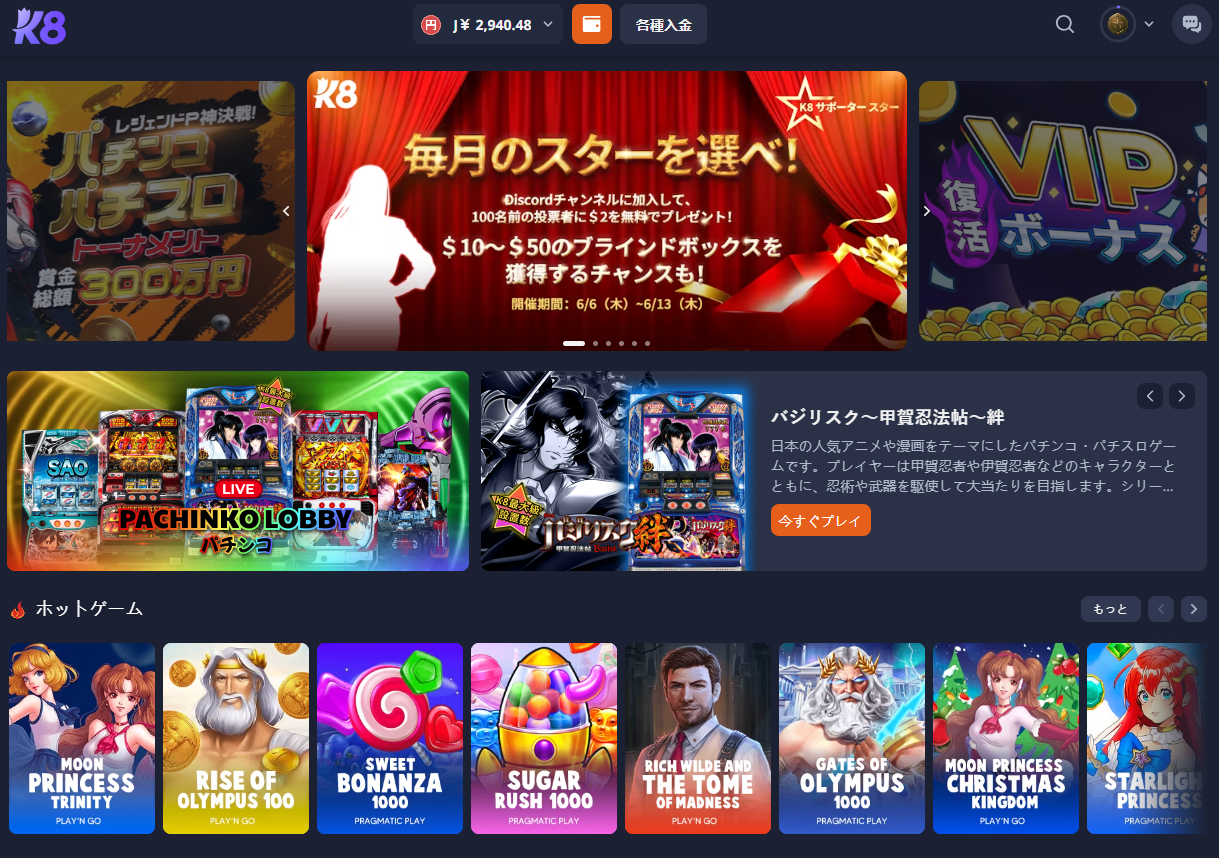 K8
円 J¥ 2,940.48
各種入金
レジェンドP神決戦!
パチンコ
パチスロ
トーナメント
賞金
総額
300万円
K8
K8 サポーター スター
毎月のスターを選べ!
Discordチャンネルに加入して、
100名前の投票者に$2を無料でプレゼント!
$10〜$50のブラインドボックスを
獲得するチャンスも!
開催期間：6/6（木）~6/13（木）
VIP
復活
ボーナス
K8最大級
設置数
SAO
LIVE
PACHINKO LOBBY
パチンコ
K8最大級
設置数
バジリスク
絆
甲賀忍法帖
バジリスク〜甲賀忍法帖〜絆
日本の人気アニメや漫画をテーマにしたパチンコ・パチスロゲー
ムです。プレイヤーは甲賀忍者や伊賀忍者などのキャラクターと
ともに、忍術や武器を駆使して大当たりを目指します。シリー...
今すぐプレイ
ホットゲーム
もっと
MOON
PRINCESS
TRINITY
PLAY'N GO
RISE OF
OLYMPUS 100
PLAY'N GO
SWEET
BONANZA
1000
PRAGMATIC PLAY
SUGAR
RUSH 1000
PRAGMATIC PLAY
RICH WILDE AND
THE TOME
OF MADNESS
PLAY'N GO
GATES OF
OLYMPUS
1000
PRAGMATIC PLAY
MOON PRINCESS
CHRISTMAS
KINGDOM
PLAY'N GO
STARLIGH
PRINCESS
PRAGMATIC PLAY